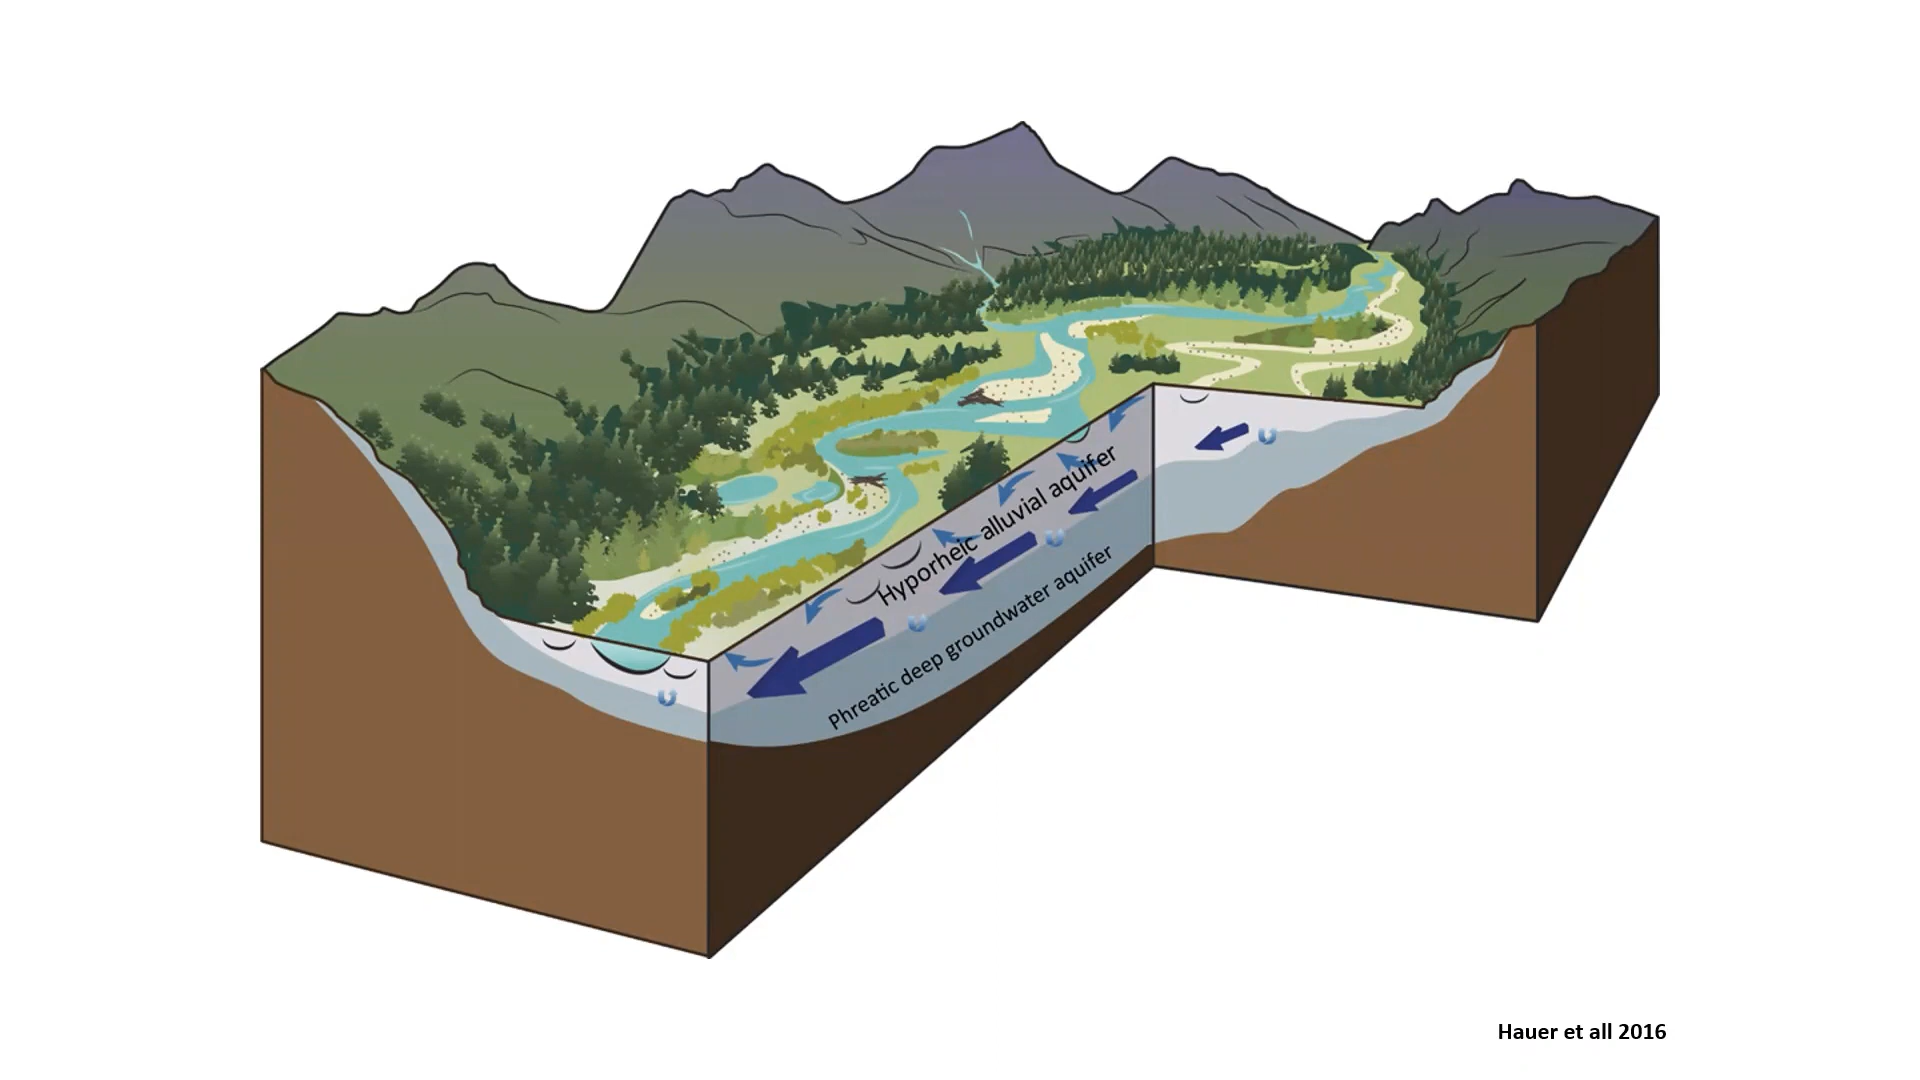 Hyporheic alluvial aquifer
Phreatic deep groundwater aquifer
Hauer et all 2016